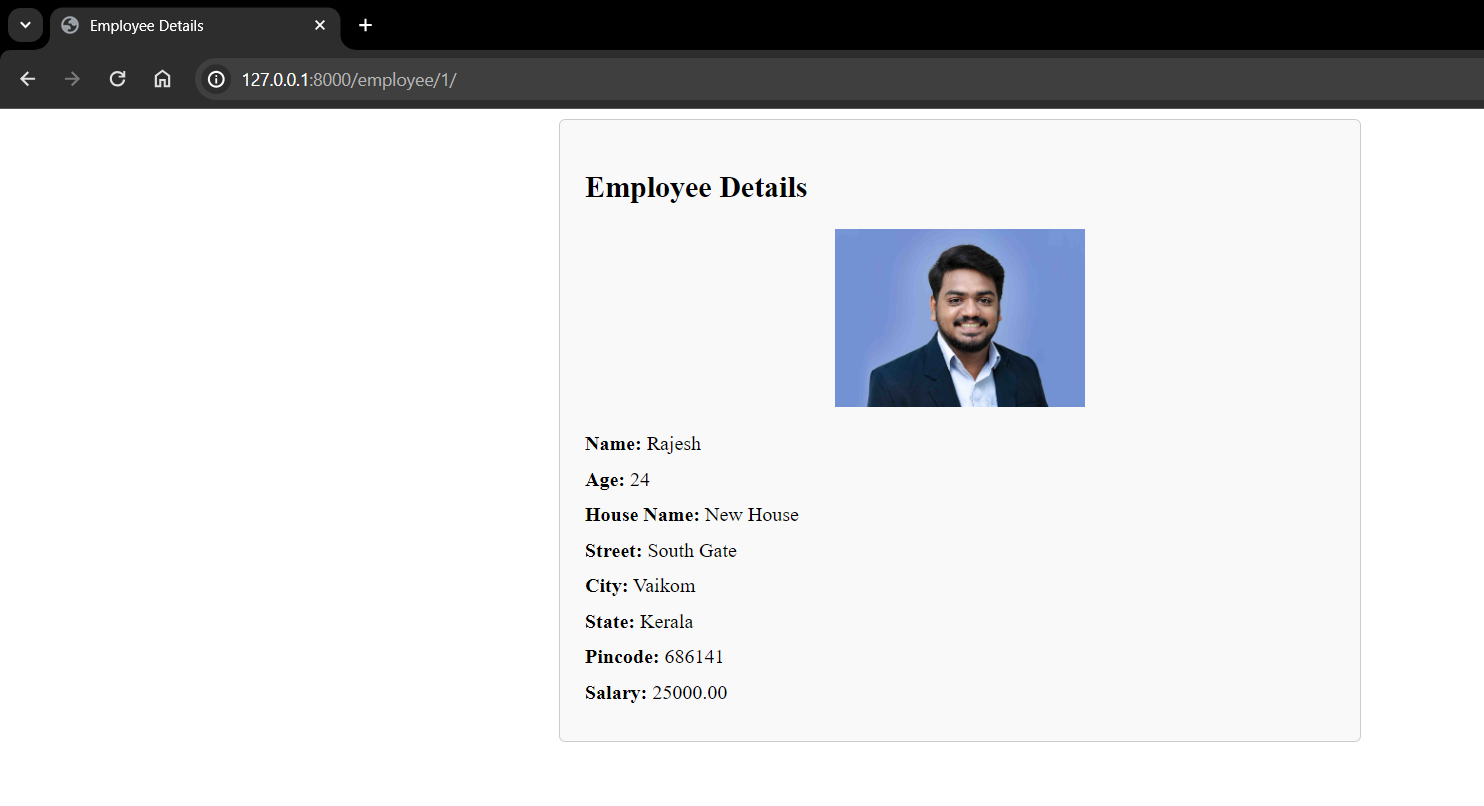 Employee Details
127.0.0.1:8000/employee/1/
Employee Details
Name: Rajesh
Age: 24
House Name: New House
Street: South Gate
City: Vaikom
State: Kerala
Pincode: 686141
Salary: 25000.00